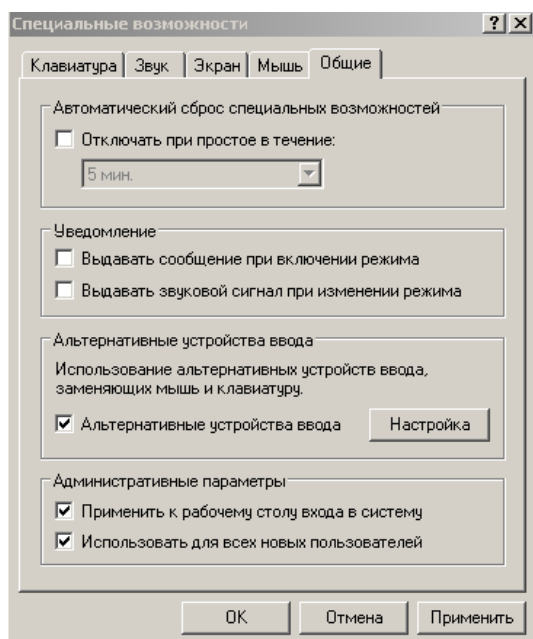 Специальные возможности
Клавиатура Звук Экран Мышь Общие
Автоматический сброс специальных возможностей
Отключать при простое в течение:
5 мин.
Уведомление
Выдавать сообщение при включении режима
Выдавать звуковой сигнал при изменении режима
Альтернативные устройства ввода
Использование альтернативных устройств ввода,
заменяющих мышь и клавиатуру.
Альтернативные устройства ввода Настройка
Административные параметры
Применить к рабочему столу входа в систему
Использовать для всех новых пользователей
ОК Отмена Применить